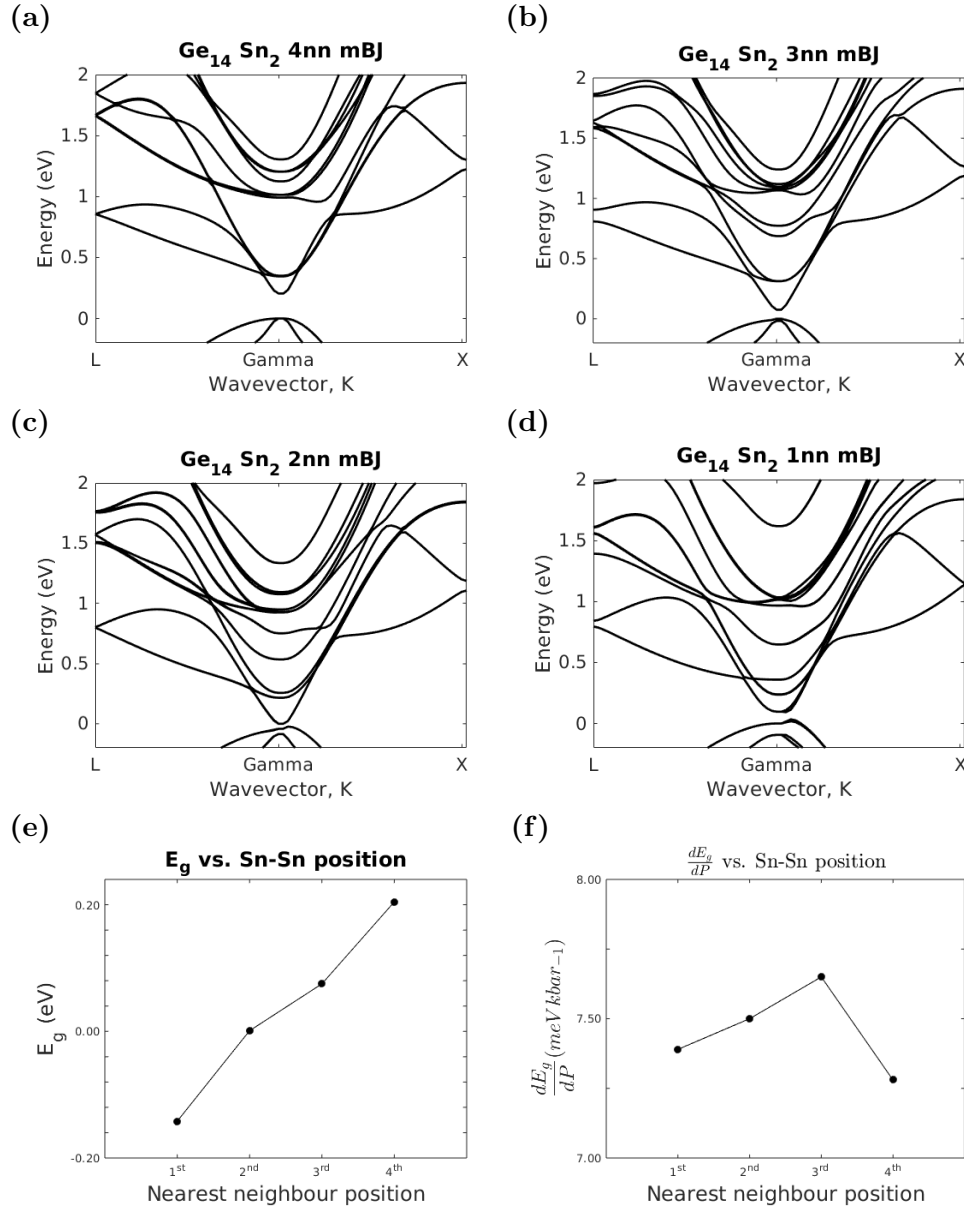 (a)
Ge14 Sn2 4nn mBJ
2
1.5
1
0.5
0
Energy (eV)
L Gamma X
Wavevector, K
(b)
Ge14 Sn2 3nn mBJ
2
1.5
1
0.5
0
Energy (eV)
L Gamma X
Wavevector, K
(c)
Ge14 Sn2 2nn mBJ
2
1.5
1
0.5
0
Energy (eV)
L Gamma X
Wavevector, K
(d)
Ge14 Sn2 1nn mBJ
2
1.5
1
0.5
0
Energy (eV)
L Gamma X
Wavevector, K
(e)
Eg vs. Sn-Sn position
0.20
0.00
-0.20
Eg (eV)
1st 2nd 3rd 4th
Nearest neighbour position
(f)
dEg/dP vs. Sn-Sn position
8.00
7.50
7.00
dEg/dP (meV kbar−1)
1st 2nd 3rd 4th
Nearest neighbour position